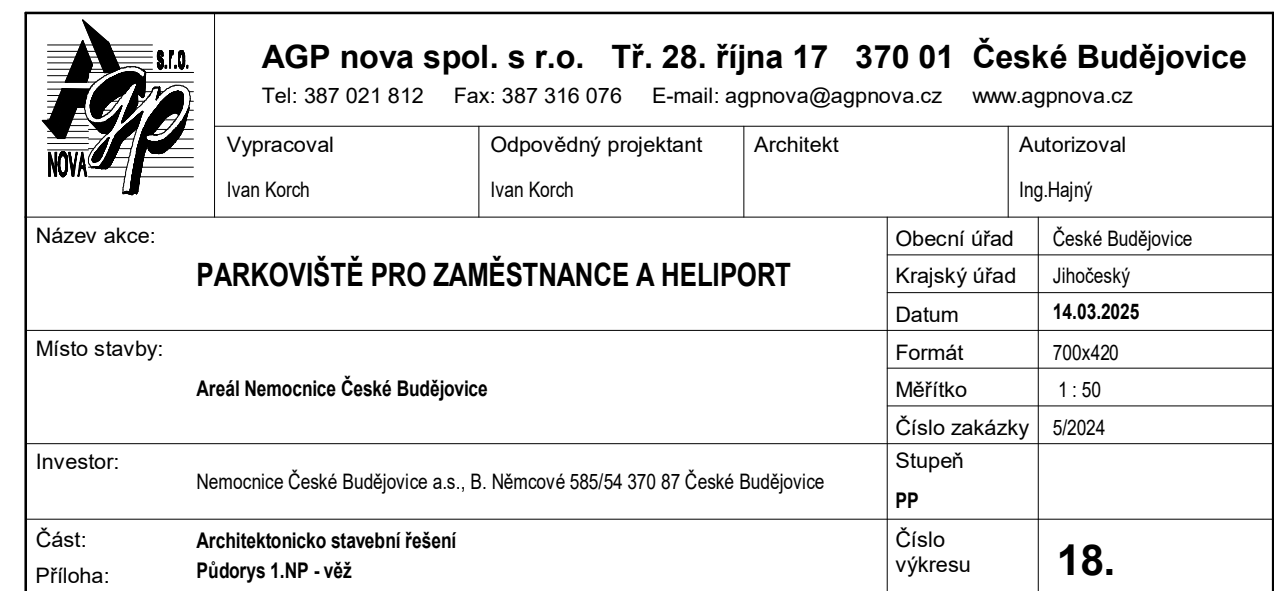 s.r.o.
Agp
NOVA
AGP nova spol. s r.o. Tř. 28. října 17 370 01 České Budějovice
Tel: 387 021 812 Fax: 387 316 076 E-mail: agpnova@agpnova.cz www.agpnova.cz
Vypracoval Odpovědný projektant Architekt Autorizoval
Ivan Korch Ivan Korch Ing.Hajný
Název akce:
PARKOVIŠTĚ PRO ZAMĚSTNANCE A HELIPORT
Obecní úřad České Budějovice
Krajský úřad Jihočeský
Datum 14.03.2025
Místo stavby:
Areál Nemocnice České Budějovice
Formát 700x420
Měřítko 1 : 50
Číslo zakázky 5/2024
Investor:
Nemocnice České Budějovice a.s., B. Němcové 585/54 370 87 České Budějovice
Stupeň
PP
Část: Architektonicko stavební řešení
Příloha: Půdorys 1.NP - věž
Číslo
výkresu
18.